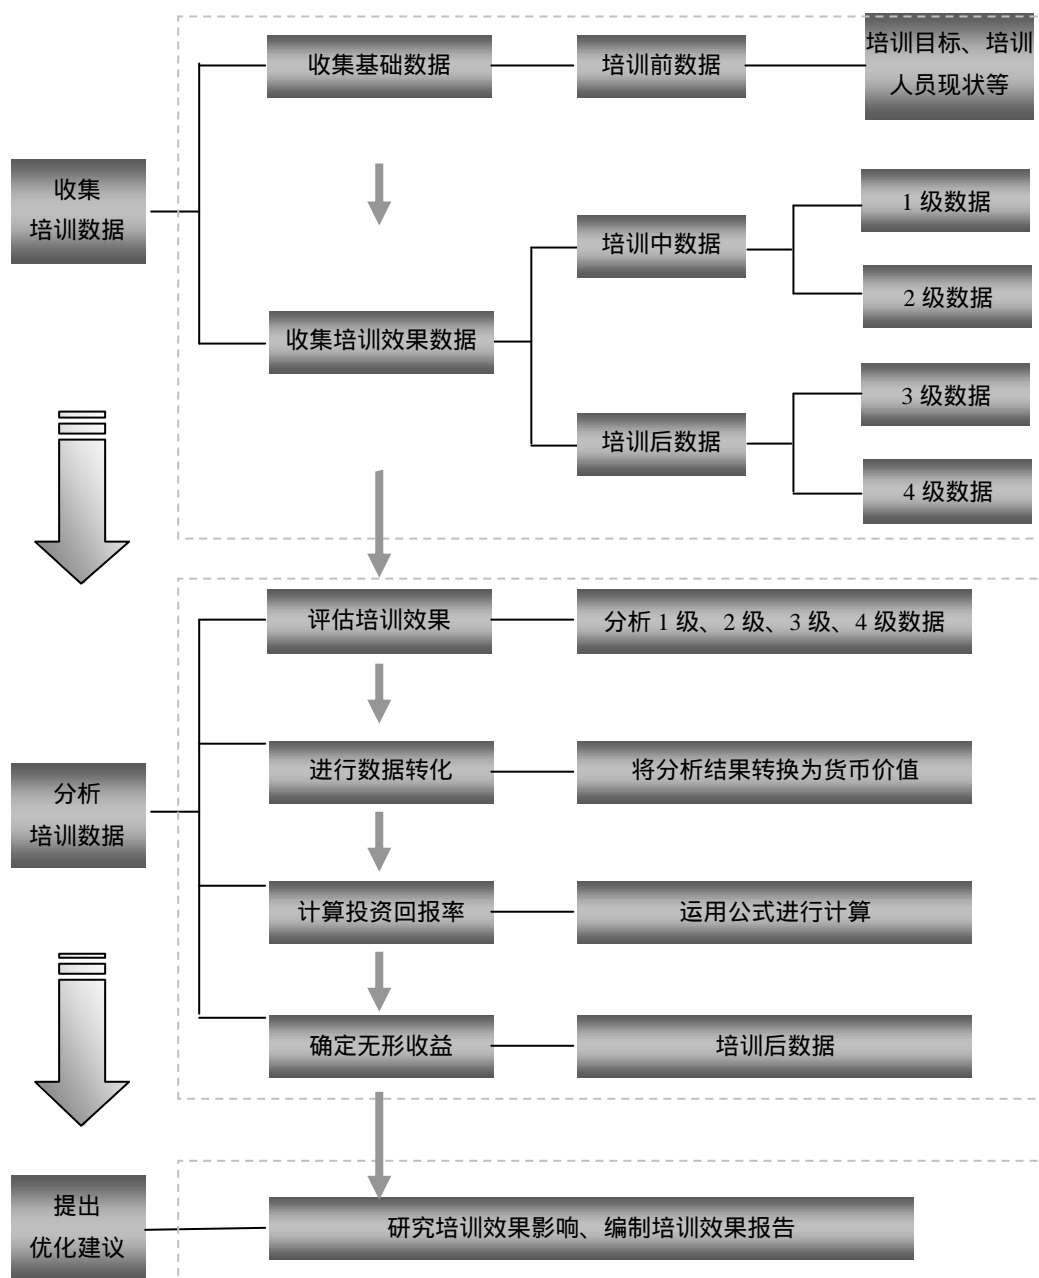 收集基础数据
培训前数据
培训目标、培训
人员现状等
收集
培训数据
1 级数据
培训中数据
2 级数据
收集培训效果数据
3 级数据
培训后数据
4 级数据
评估培训效果
分析 1 级、2 级、3 级、4 级数据
进行数据转化
将分析结果转换为货币价值
分析
培训数据
计算投资回报率
运用公式进行计算
确定无形收益
培训后数据
提出
优化建议
研究培训效果影响、编制培训效果报告